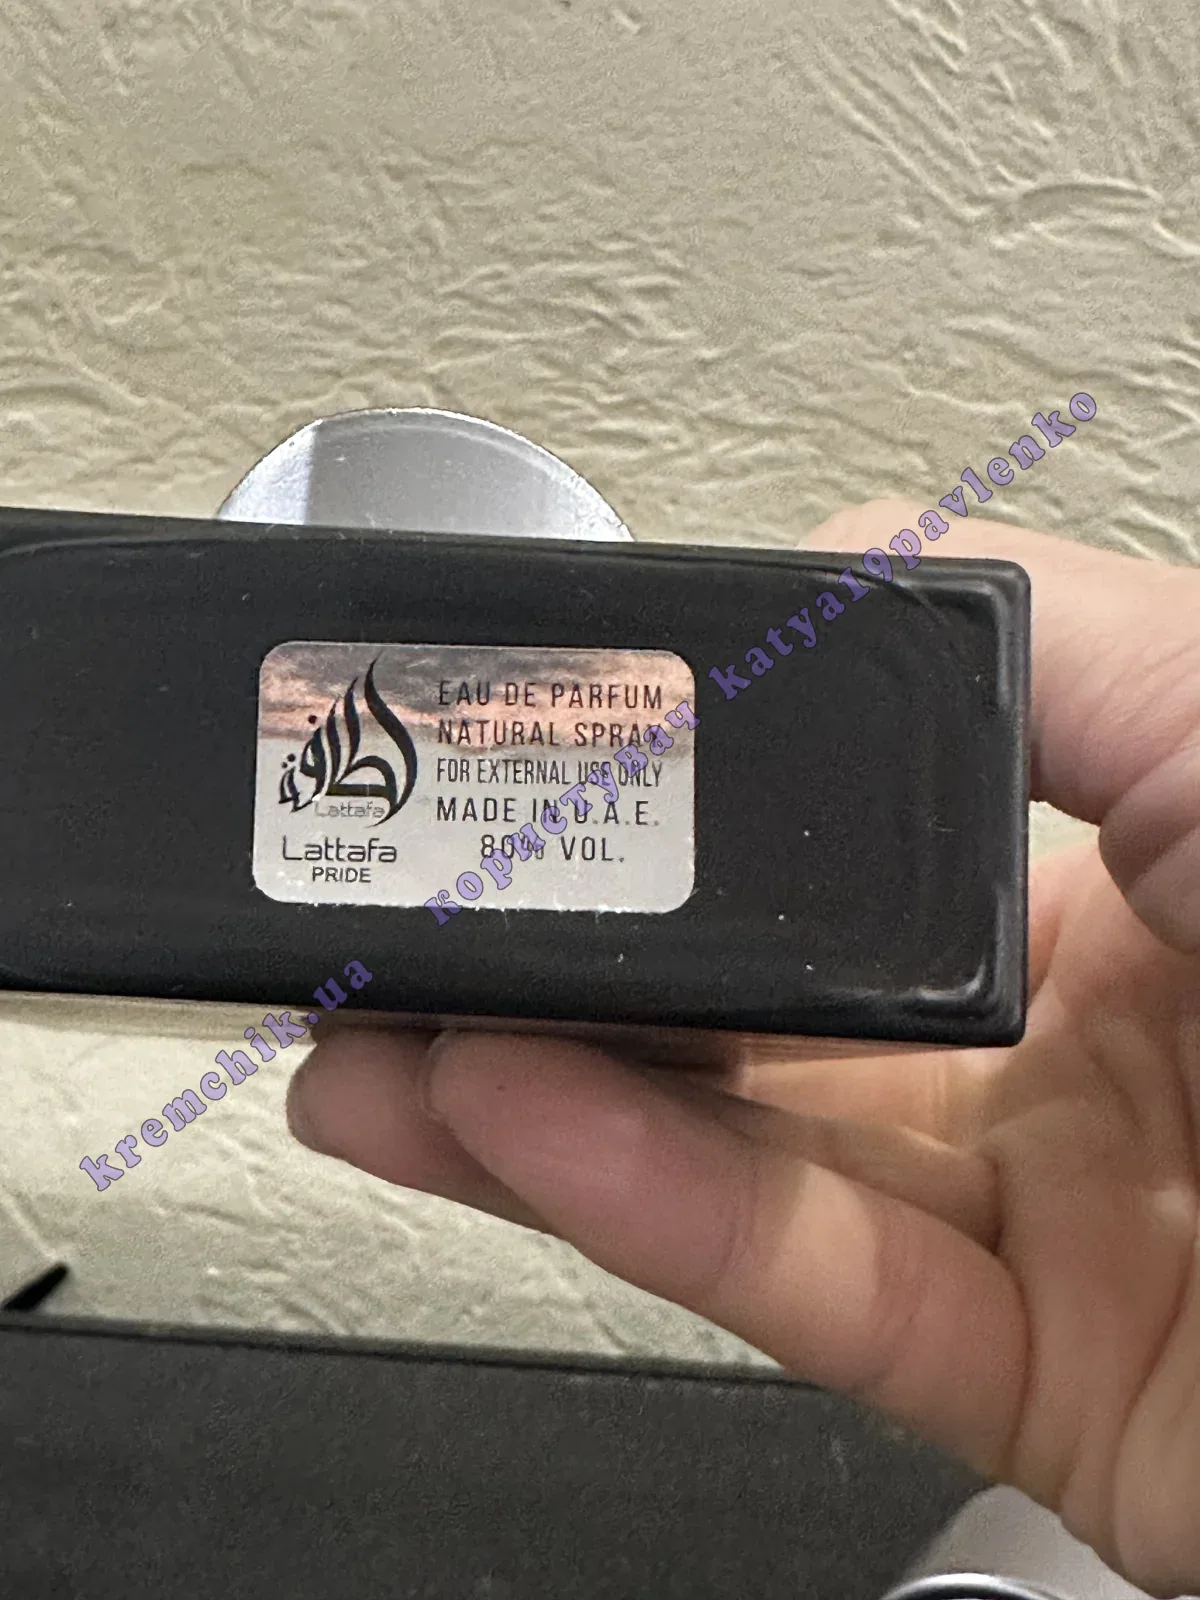 لطافة
Lattafa
Lattafa
PRIDE
EAU DE PARFUM
NATURAL SPRAY
FOR EXTERNAL USE ONLY
MADE IN U.A.E.
80% VOL.
kremchik.ua користувач katya19pavlenko